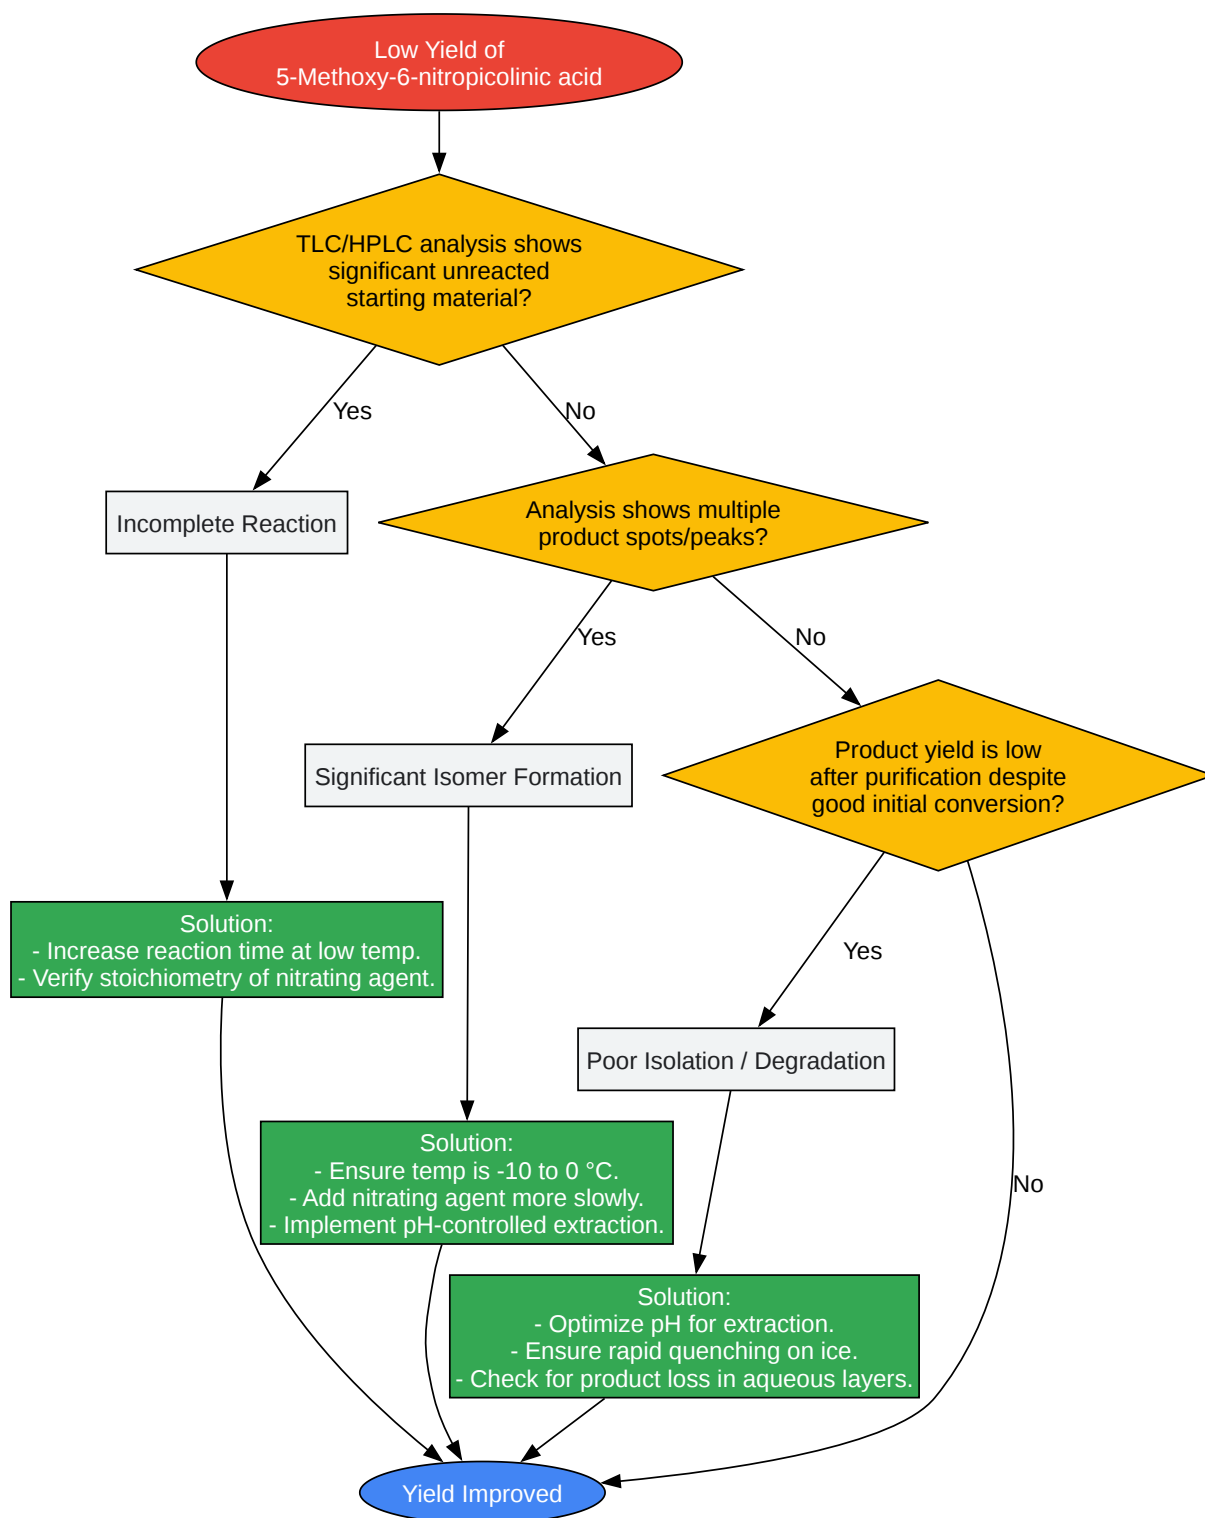 Low Yield of
5-Methoxy-6-nitropicolinic acid
TLC/HPLC analysis shows
significant unreacted
starting material?
Yes
No
Incomplete Reaction
Analysis shows multiple
product spots/peaks?
Yes
No
Significant Isomer Formation
Product yield is low
after purification despite
good initial conversion?
Solution:
- Increase reaction time at low temp.
- Verify stoichiometry of nitrating agent.
Yes
No
Poor Isolation / Degradation
Solution:
- Ensure temp is -10 to 0 °C.
- Add nitrating agent more slowly.
- Implement pH-controlled extraction.
Solution:
- Optimize pH for extraction.
- Ensure rapid quenching on ice.
- Check for product loss in aqueous layers.
Yield Improved